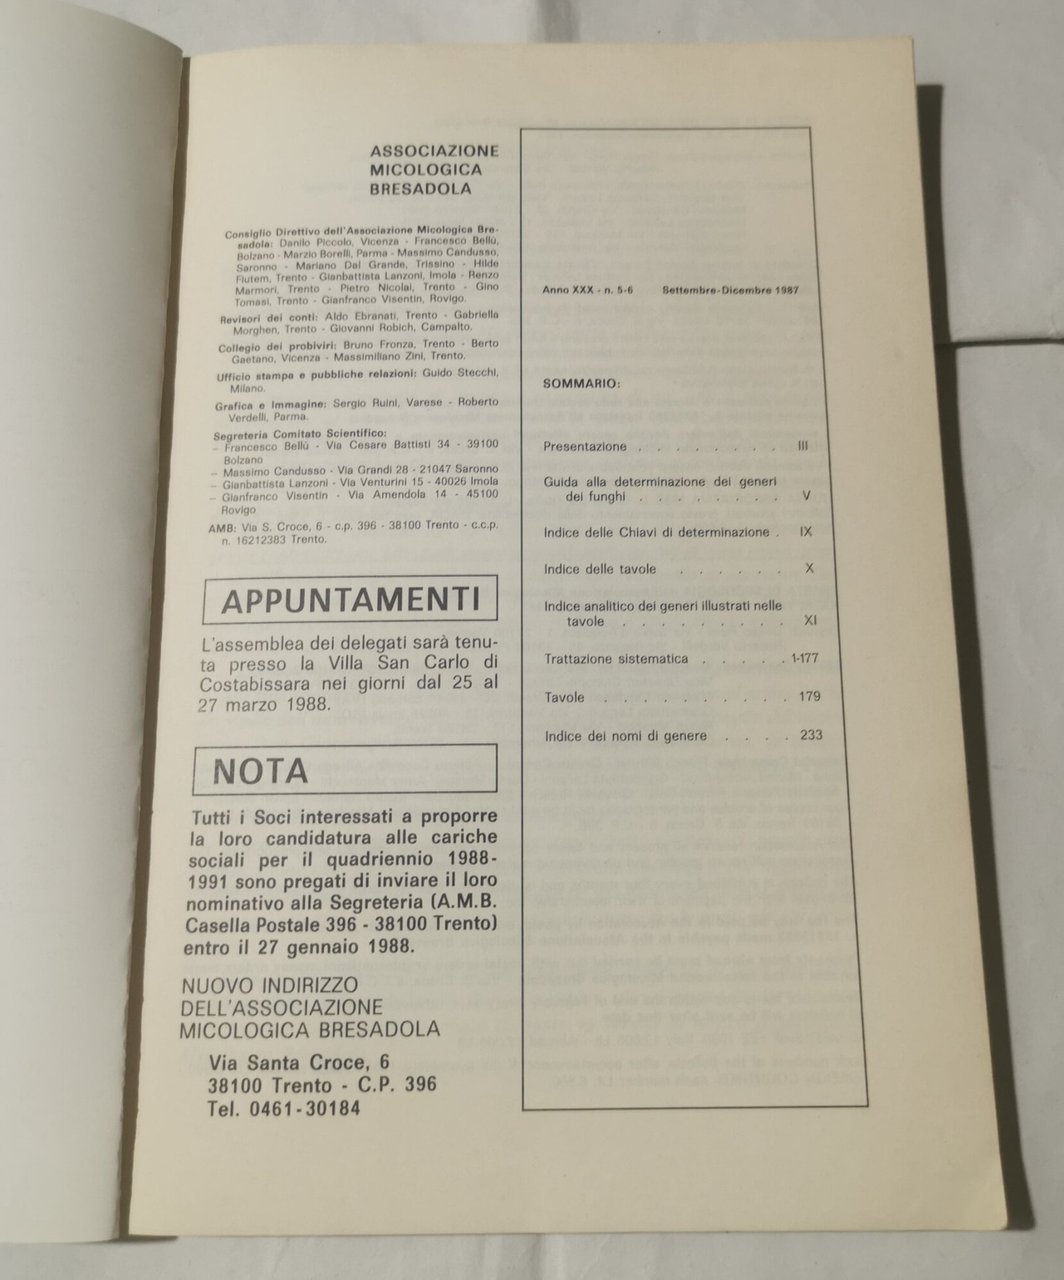 ASSOCIAZIONE
MICOLOGICA
BRESADOLA
Consiglio Direttivo dell'Associazione Micologica Bre-
sadola: Danilo Piccolo, Vicenza - Francesco Bellù,
Bolzano - Marzio Borelli, Parma - Massimo Candusso,
Saronno - Mariano Dal Grande, Trissino - Hilde
Flutem, Trento - Gianbattista Lanzoni, Imola - Renzo
Marmori, Trento - Pietro Nicolai, Trento - Gino
Tomasi, Trento - Gianfranco Visentin, Rovigo.
Revisori dei conti: Aldo Ebranati, Trento - Gabriella
Morghen, Trento - Giovanni Robich, Campalto.
Collegio dei probiviri: Bruno Fronza, Trento - Berto
Gaetano, Vicenza - Massimiliano Zini, Trento.
Ufficio stampa e pubbliche relazioni: Guido Stecchi,
Milano.
Grafica e Immagine: Sergio Ruini, Varese - Roberto
Verdelli, Parma.
Segreteria Comitato Scientifico:
– Francesco Bellù - Via Cesare Battisti 34 - 39100
Bolzano
– Massimo Candusso - Via Grandi 28 - 21047 Saronno
– Gianbattista Lanzoni - Via Venturini 15 - 40026 Imola
– Gianfranco Visentin - Via Amendola 14 - 45100
Rovigo
AMB: Via S. Croce, 6 - c.p. 396 - 38100 Trento - c.c.p.
n. 16212383 Trento.
APPUNTAMENTI
L'assemblea dei delegati sarà tenu-
ta presso la Villa San Carlo di
Costabissara nei giorni dal 25 al
27 marzo 1988.
NOTA
Tutti i Soci interessati a proporre
la loro candidatura alle cariche
sociali per il quadriennio 1988-
1991 sono pregati di inviare il loro
nominativo alla Segreteria (A.M.B.
Casella Postale 396 - 38100 Trento)
entro il 27 gennaio 1988.
NUOVO INDIRIZZO
DELL'ASSOCIAZIONE
MICOLOGICA BRESADOLA
Via Santa Croce, 6
38100 Trento - C.P. 396
Tel. 0461-30184
Anno XXX - n. 5-6 Settembre-Dicembre 1987
SOMMARIO:
Presentazione . . . . . . . . III
Guida alla determinazione dei generi
dei funghi . . . . . . . . V
Indice delle Chiavi di determinazione . IX
Indice delle tavole . . . . . . X
Indice analitico dei generi illustrati nelle
tavole . . . . . . . . . XI
Trattazione sistematica . . . . . 1-177
Tavole . . . . . . . . . . 179
Indice dei nomi di genere . . . . 233